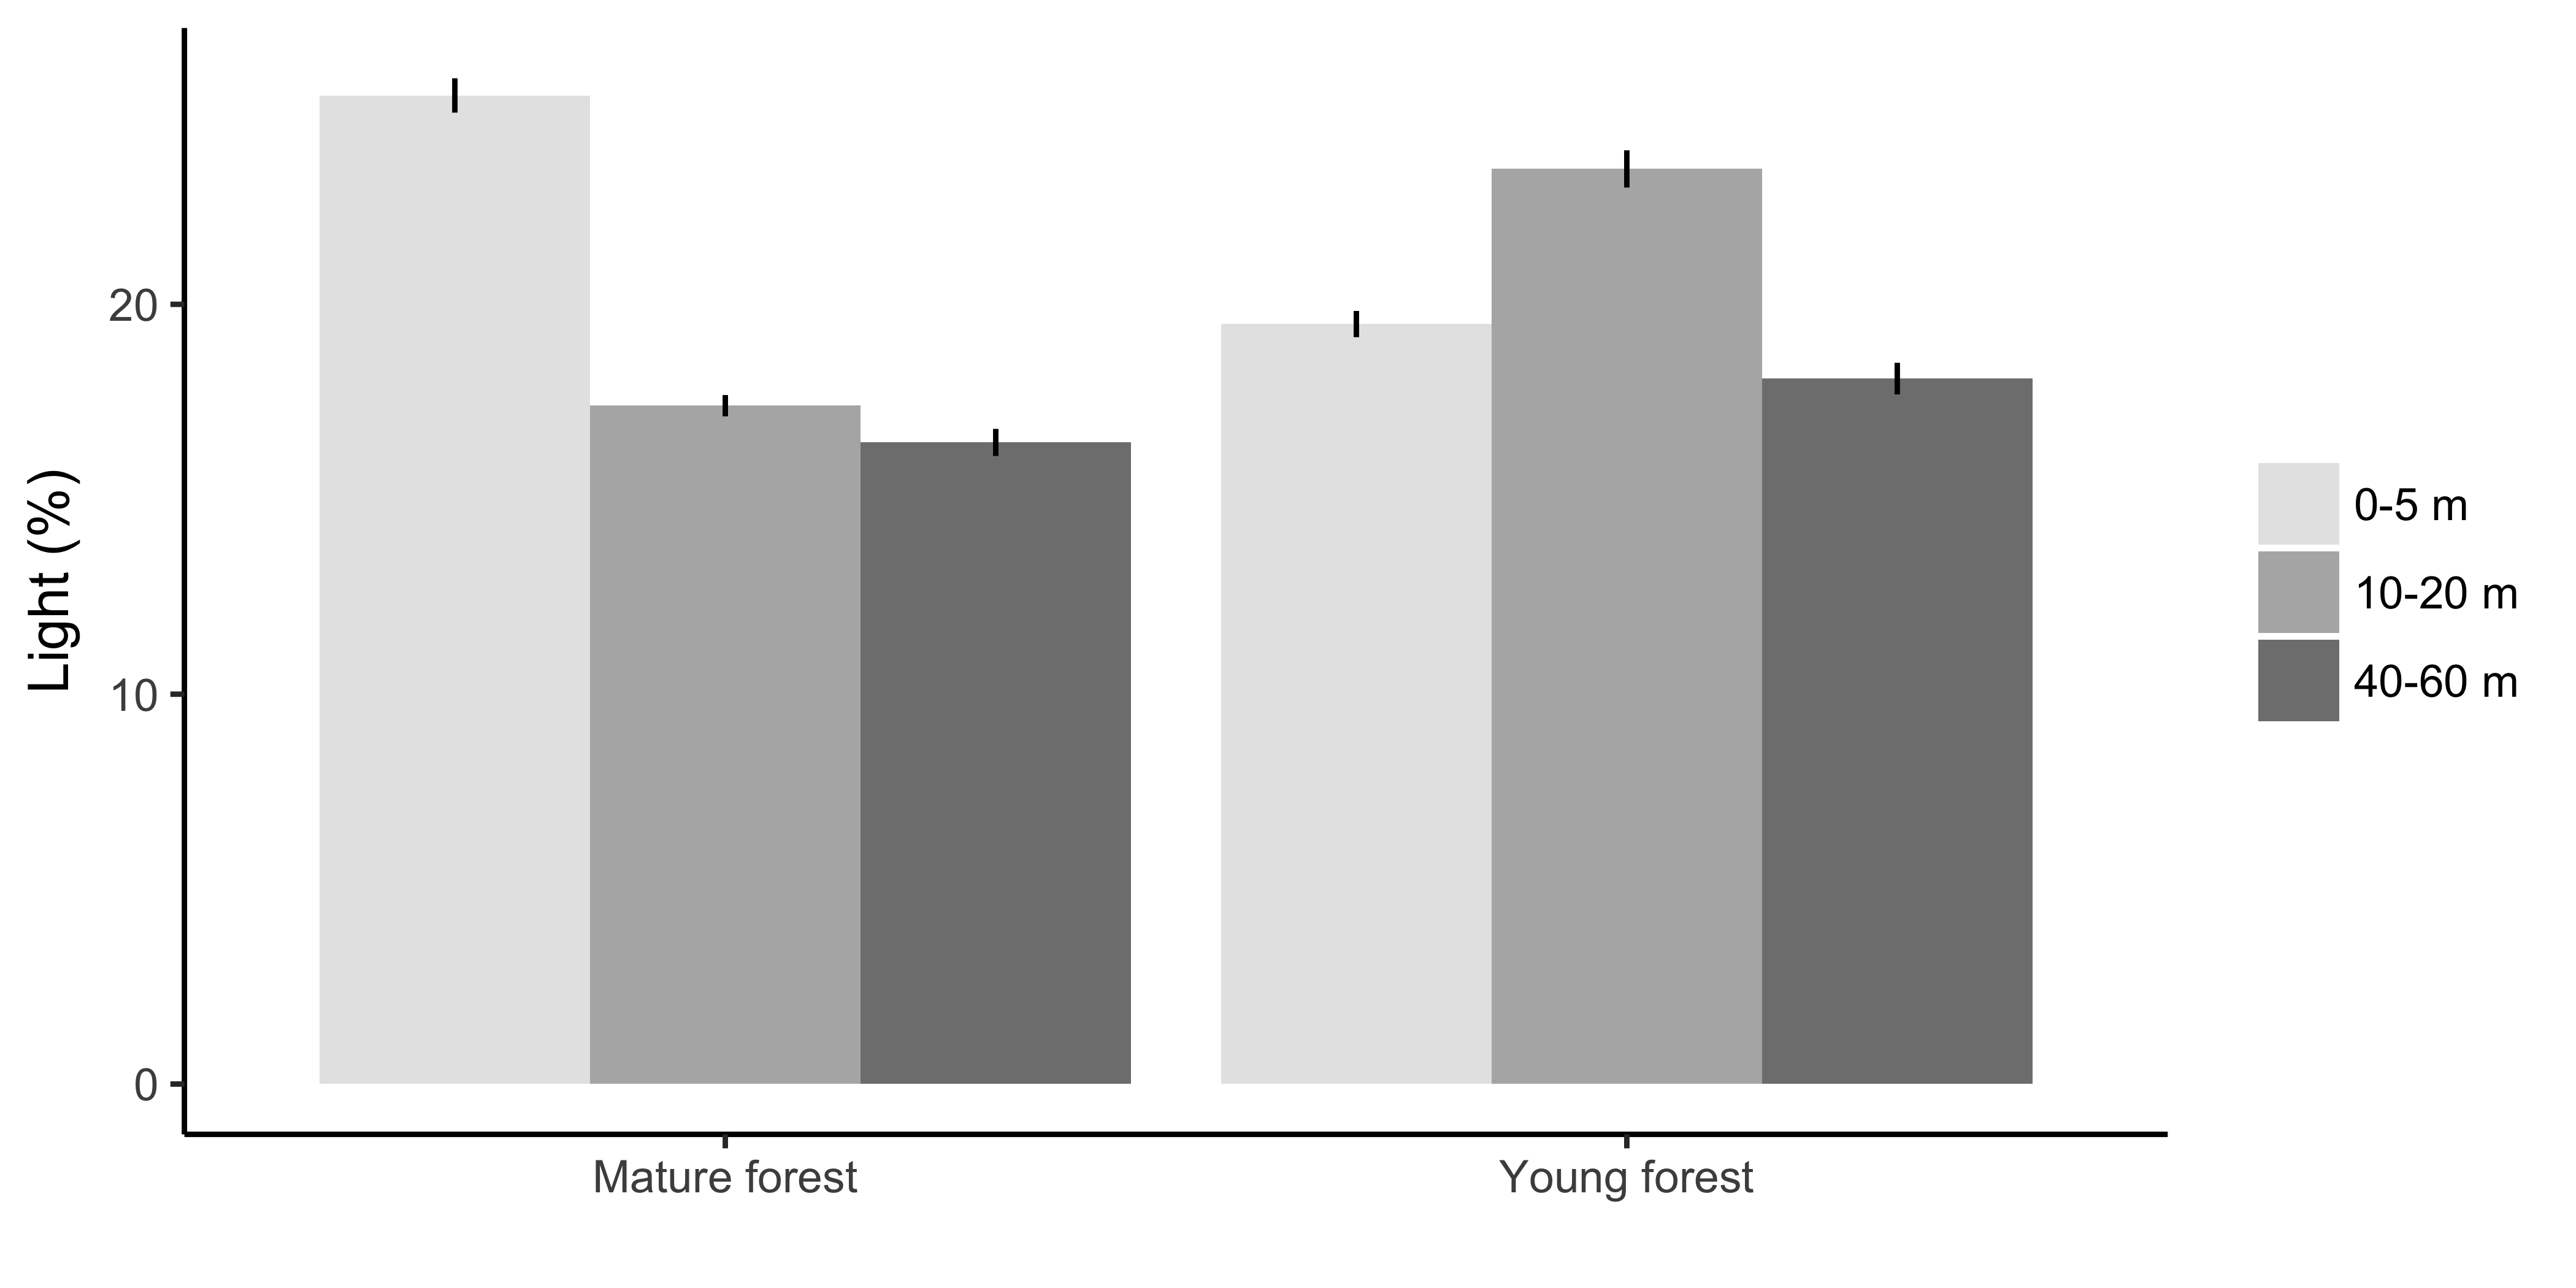 Light (%)
20
10
0
Mature forest
Young forest
0-5 m
10-20 m
40-60 m